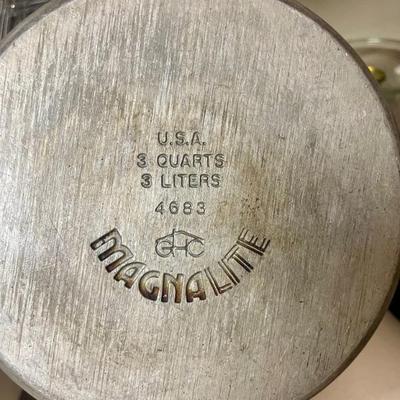 U.S.A.
3 QUARTS
3 LITERS
4683
GHC
MAGNALITE